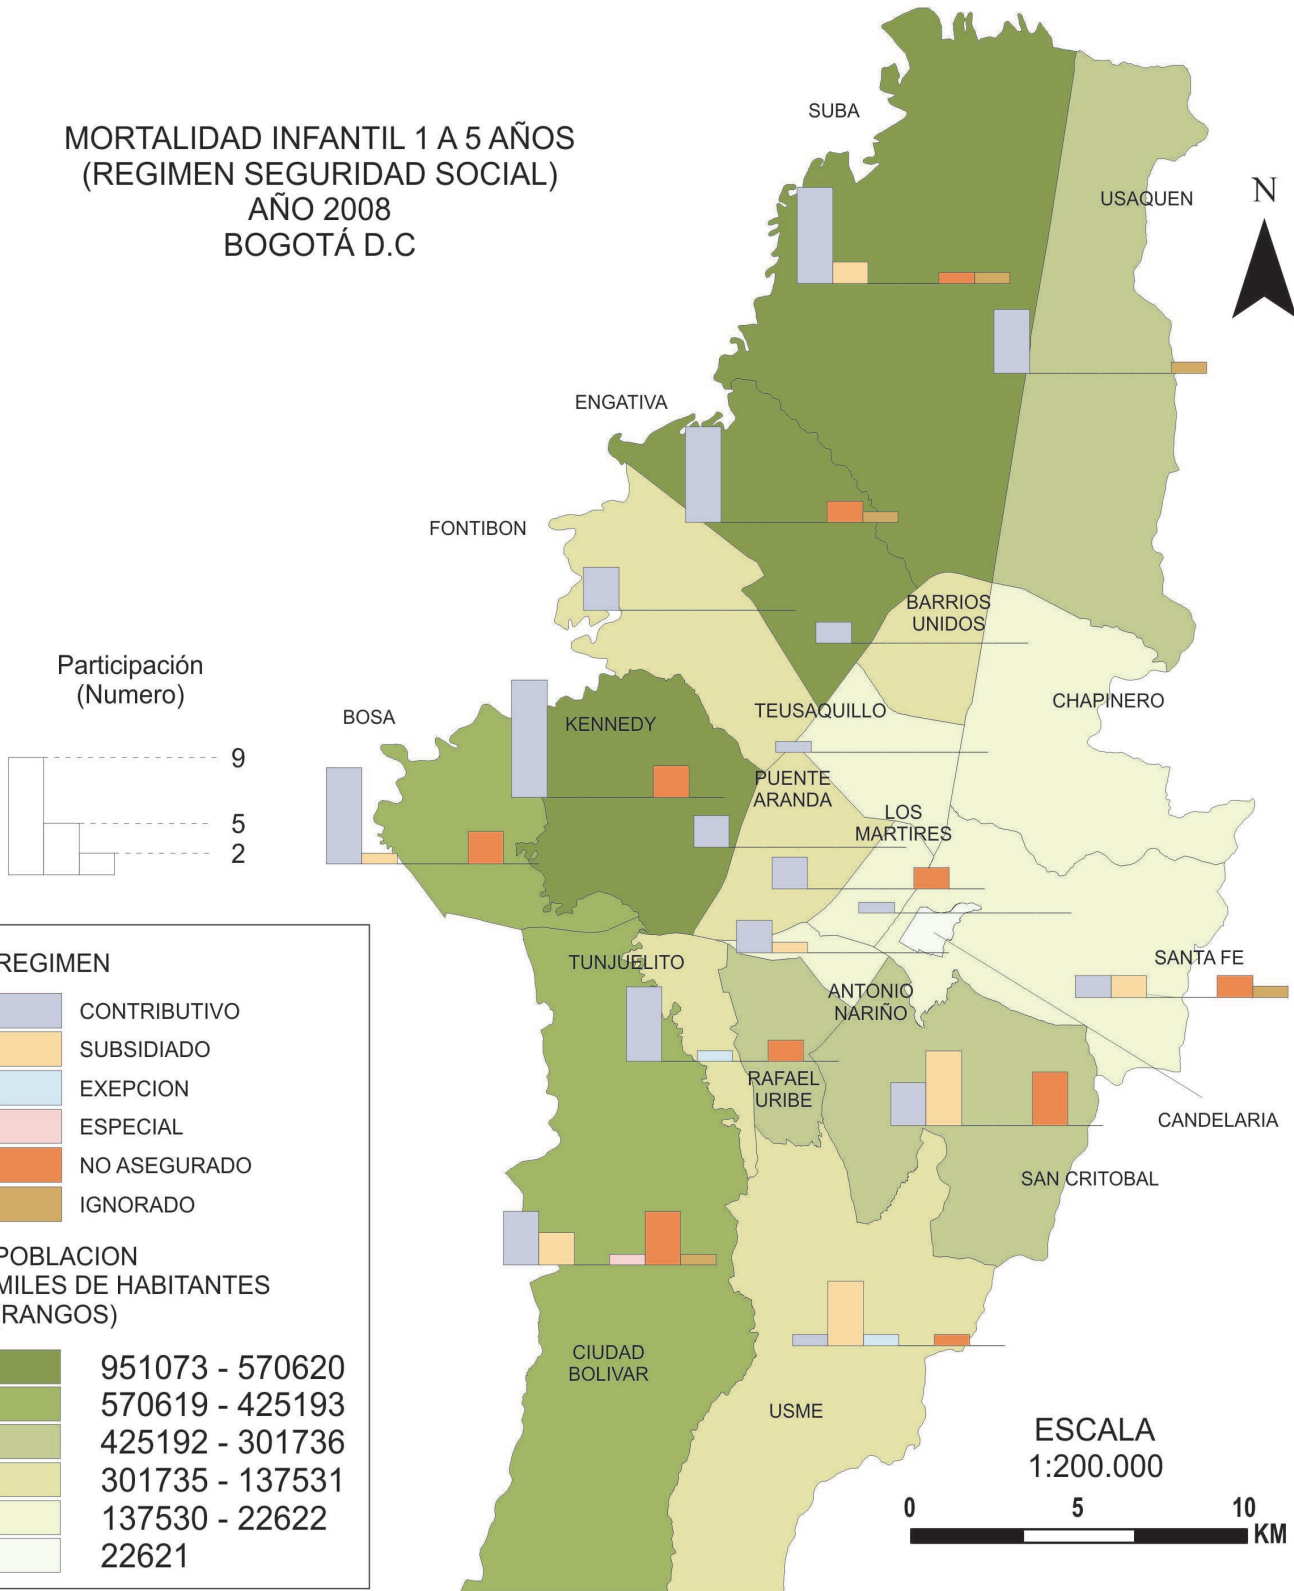 MORTALIDAD INFANTIL 1 A 5 AÑOS
(REGIMEN SEGURIDAD SOCIAL)
AÑO 2008
BOGOTÁ D.C
SUBA
USAQUEN
N
ENGATIVA
FONTIBON
BARRIOS
UNIDOS
Participación
(Numero)
9
5
2
BOSA
KENNEDY
TEUSAQUILLO
CHAPINERO
PUENTE
ARANDA
LOS
MARTIRES
TUNJUELITO
ANTONIO
NARIÑO
SANTA FE
RAFAEL
URIBE
CANDELARIA
SAN CRITOBAL
CIUDAD
BOLIVAR
USME
REGIMEN
CONTRIBUTIVO
SUBSIDIADO
EXEPCION
ESPECIAL
NO ASEGURADO
IGNORADO
POBLACION
MILES DE HABITANTES
RANGOS)
951073 - 570620
570619 - 425193
425192 - 301736
301735 - 137531
137530 - 22622
22621
ESCALA
1:200.000
0 5 10
KM